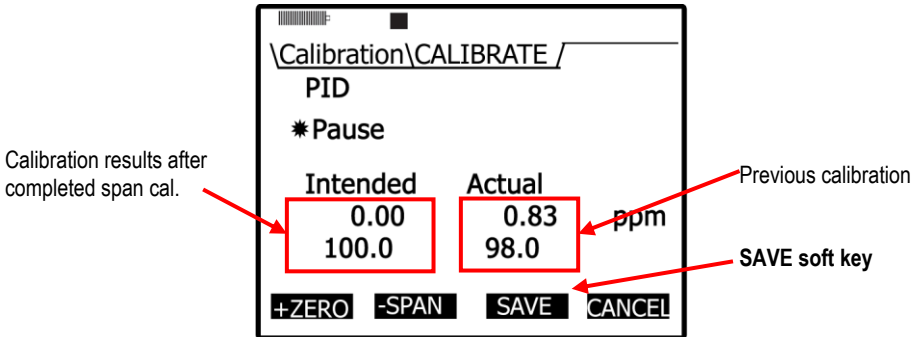 \Calibration\CALIBRATE /
PID
✸Pause
Calibration results after
completed span cal.
Intended Actual
0.00 0.83 ppm
100.0 98.0
Previous calibration
SAVE soft key
+ZERO -SPAN SAVE CANCEL